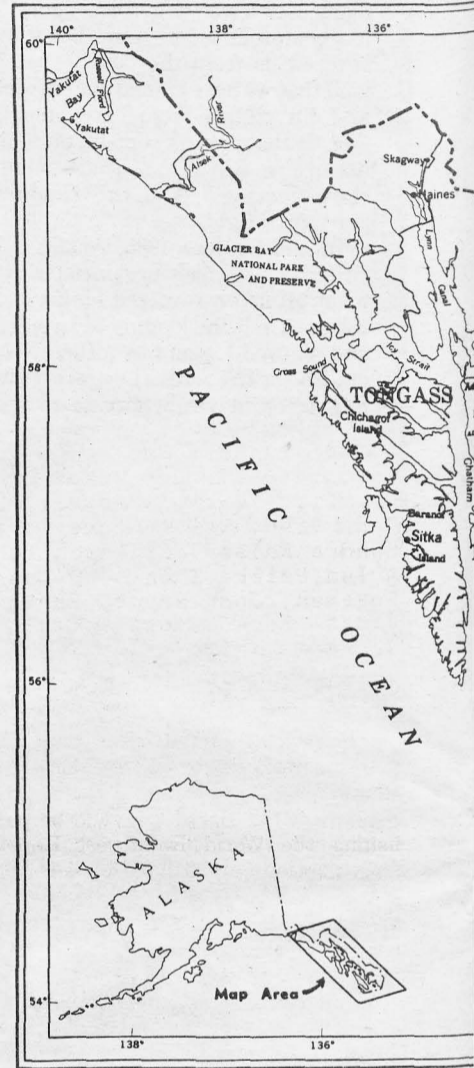 140°
138°
136°
60°
Yakutat
Bay
Russell Fiord
Yakutat
Alsek
River
Skagway
Haines
Lynn
Canal
GLACIER BAY
NATIONAL PARK
AND PRESERVE
58°
Cross Sound
Icy Strait
TONGASS
Chichagof
Island
Chatham
PACIFIC
OCEAN
Baranof
Sitka
Island
56°
ALASKA
Map Area
54°
138°
136°